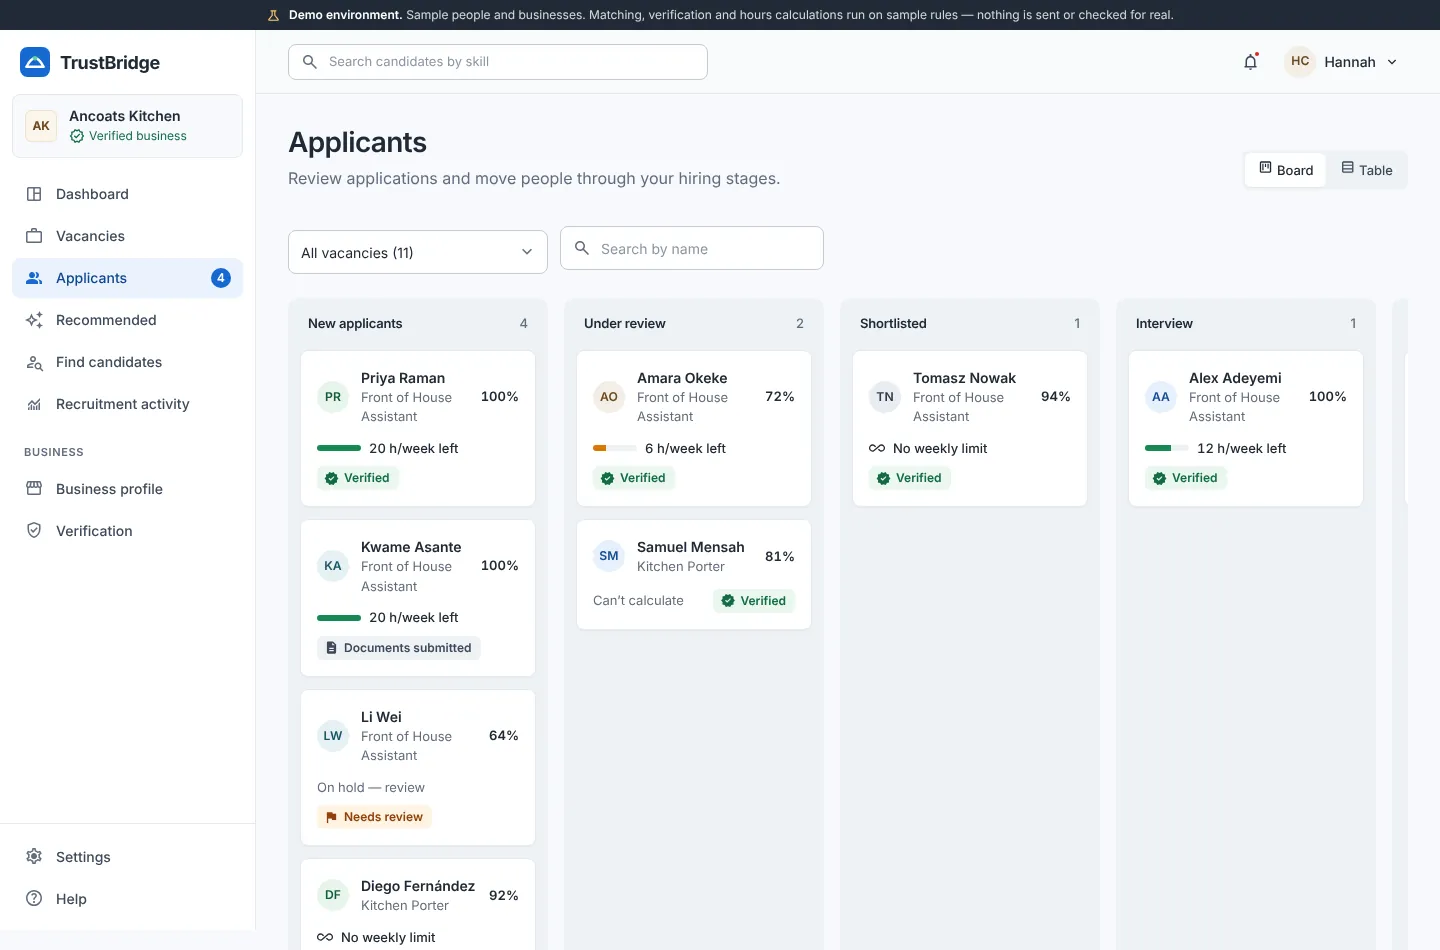 Demo environment. Sample people and businesses. Matching, verification and hours calculations run on sample rules — nothing is sent or checked for real.
TrustBridge
AK
Ancoats Kitchen
Verified business
Dashboard
Vacancies
Applicants
4
Recommended
Find candidates
Recruitment activity
BUSINESS
Business profile
Verification
Settings
Help
Search candidates by skill
HC
Hannah
Applicants
Review applications and move people through your hiring stages.
Board
Table
All vacancies (11)
Search by name
New applicants
4
PR
Priya Raman
Front of House
Assistant
100%
20 h/week left
Verified
KA
Kwame Asante
Front of House
Assistant
100%
20 h/week left
Documents submitted
LW
Li Wei
Front of House
Assistant
64%
On hold — review
Needs review
DF
Diego Fernández
Kitchen Porter
92%
No weekly limit
Under review
2
AO
Amara Okeke
Front of House
Assistant
72%
6 h/week left
Verified
SM
Samuel Mensah
Kitchen Porter
81%
Can't calculate
Verified
Shortlisted
1
TN
Tomasz Nowak
Front of House
Assistant
94%
No weekly limit
Verified
Interview
1
AA
Alex Adeyemi
Front of House
Assistant
100%
12 h/week left
Verified